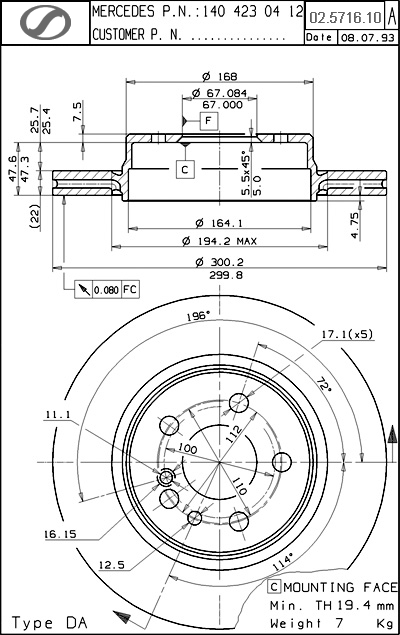 MERCEDES P.N.:140 423 04 12
02.5716.10 A
CUSTOMER P. N. ...............
Date 08.07.93
Ø 168
Ø 67.084
67.000
F
7.5
25.7
25.4
47.6
47.3
(22)
C
5.5x45°
5.0
4.75
Ø 164.1
Ø 194.2 MAX
Ø 300.2
299.8
0.080 FC
196°
17.1(x5)
72°
11.1
112
100
110
16.15
12.5
114°
C MOUNTING FACE
Min. TH 19.4 mm
Type DA
Weight 7 Kg